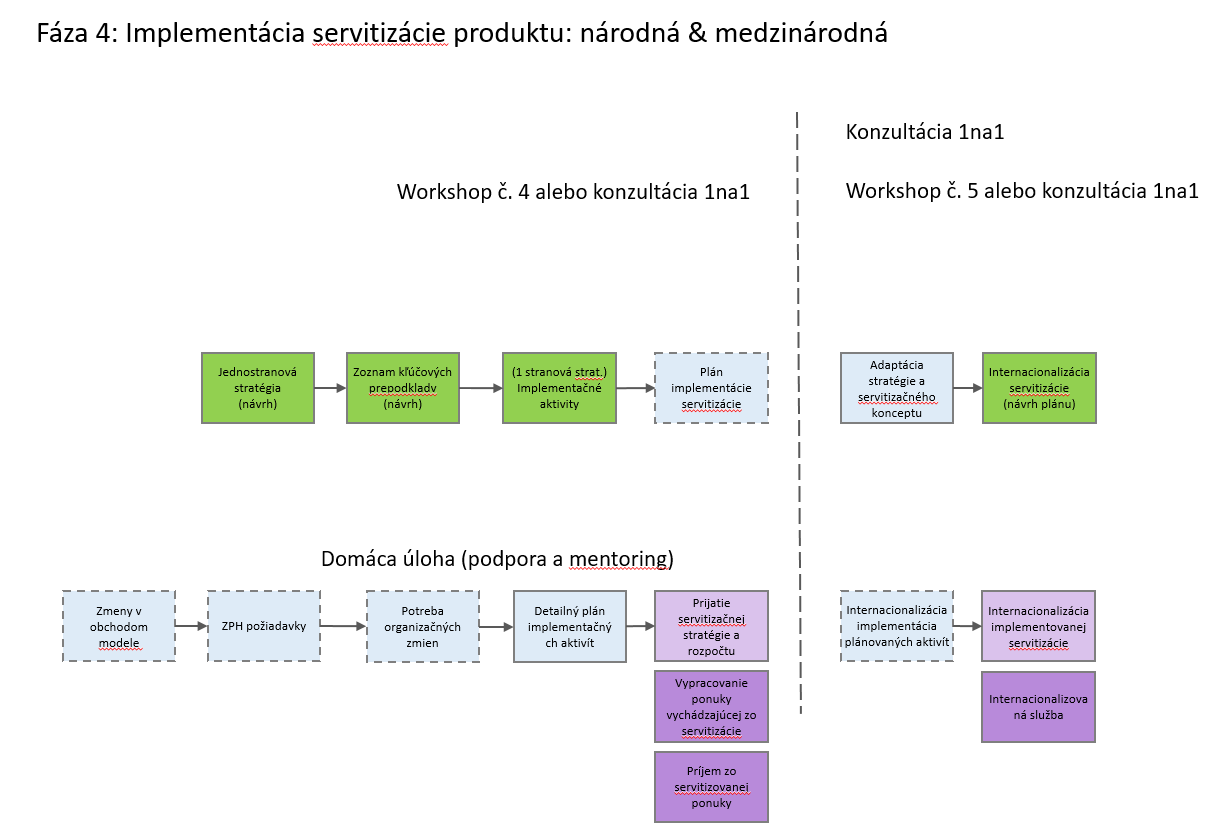 Fáza 4: Implementácia servitizácie produktu: národná & medzinárodná
Konzultácia 1na1
Workshop č. 4 alebo konzultácia 1na1
Workshop č. 5 alebo konzultácia 1na1
Jednostranová
stratégia
(návrh)
Zoznam kľúčových
prepodkladv
(návrh)
(1 stranová strat.)
Implementačné
aktivity
Plán
implementácie
servitizácie
Adaptácia
stratégie a
servitizačného
konceptu
Internacionalizácia
servitizácie
(návrh plánu)
Domáca úloha (podpora a mentoring)
Zmeny v
obchodom
modele
ZPH požiadavky
Potreba
organizačných
zmien
Detailný plán
implementačný
ch aktivít
Prijatie
servitizačnej
stratégie a
rozpočtu
Vypracovanie
ponuky
vychádzajúcej zo
servitizácie
Príjem zo
servitizovanej
ponuky
Internacionalizácia
implementácia
plánovaných aktivít
Internacionalizácia
implementovanej
servitizácie
Internacionalizova
ná služba